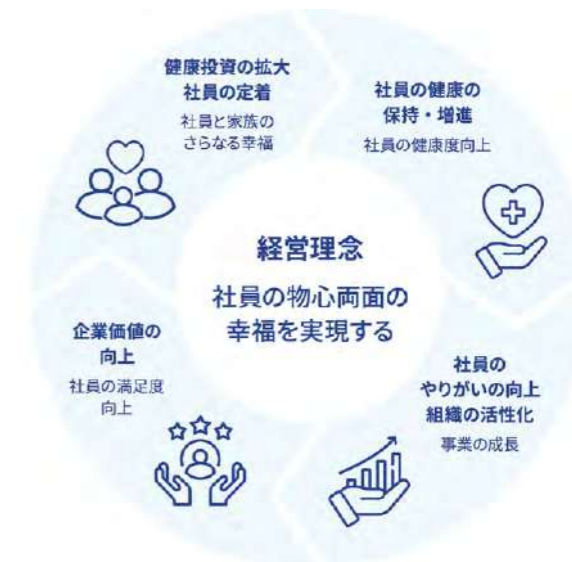 健康投資の拡大
社員の定着
社員と家族の
さらなる幸福
社員の健康の
保持・増進
社員の健康度向上
経営理念
社員の物心両面の
幸福を実現する
社員の
やりがいの向上
組織の活性化
事業の成長
企業価値の
向上
社員の満足度
向上